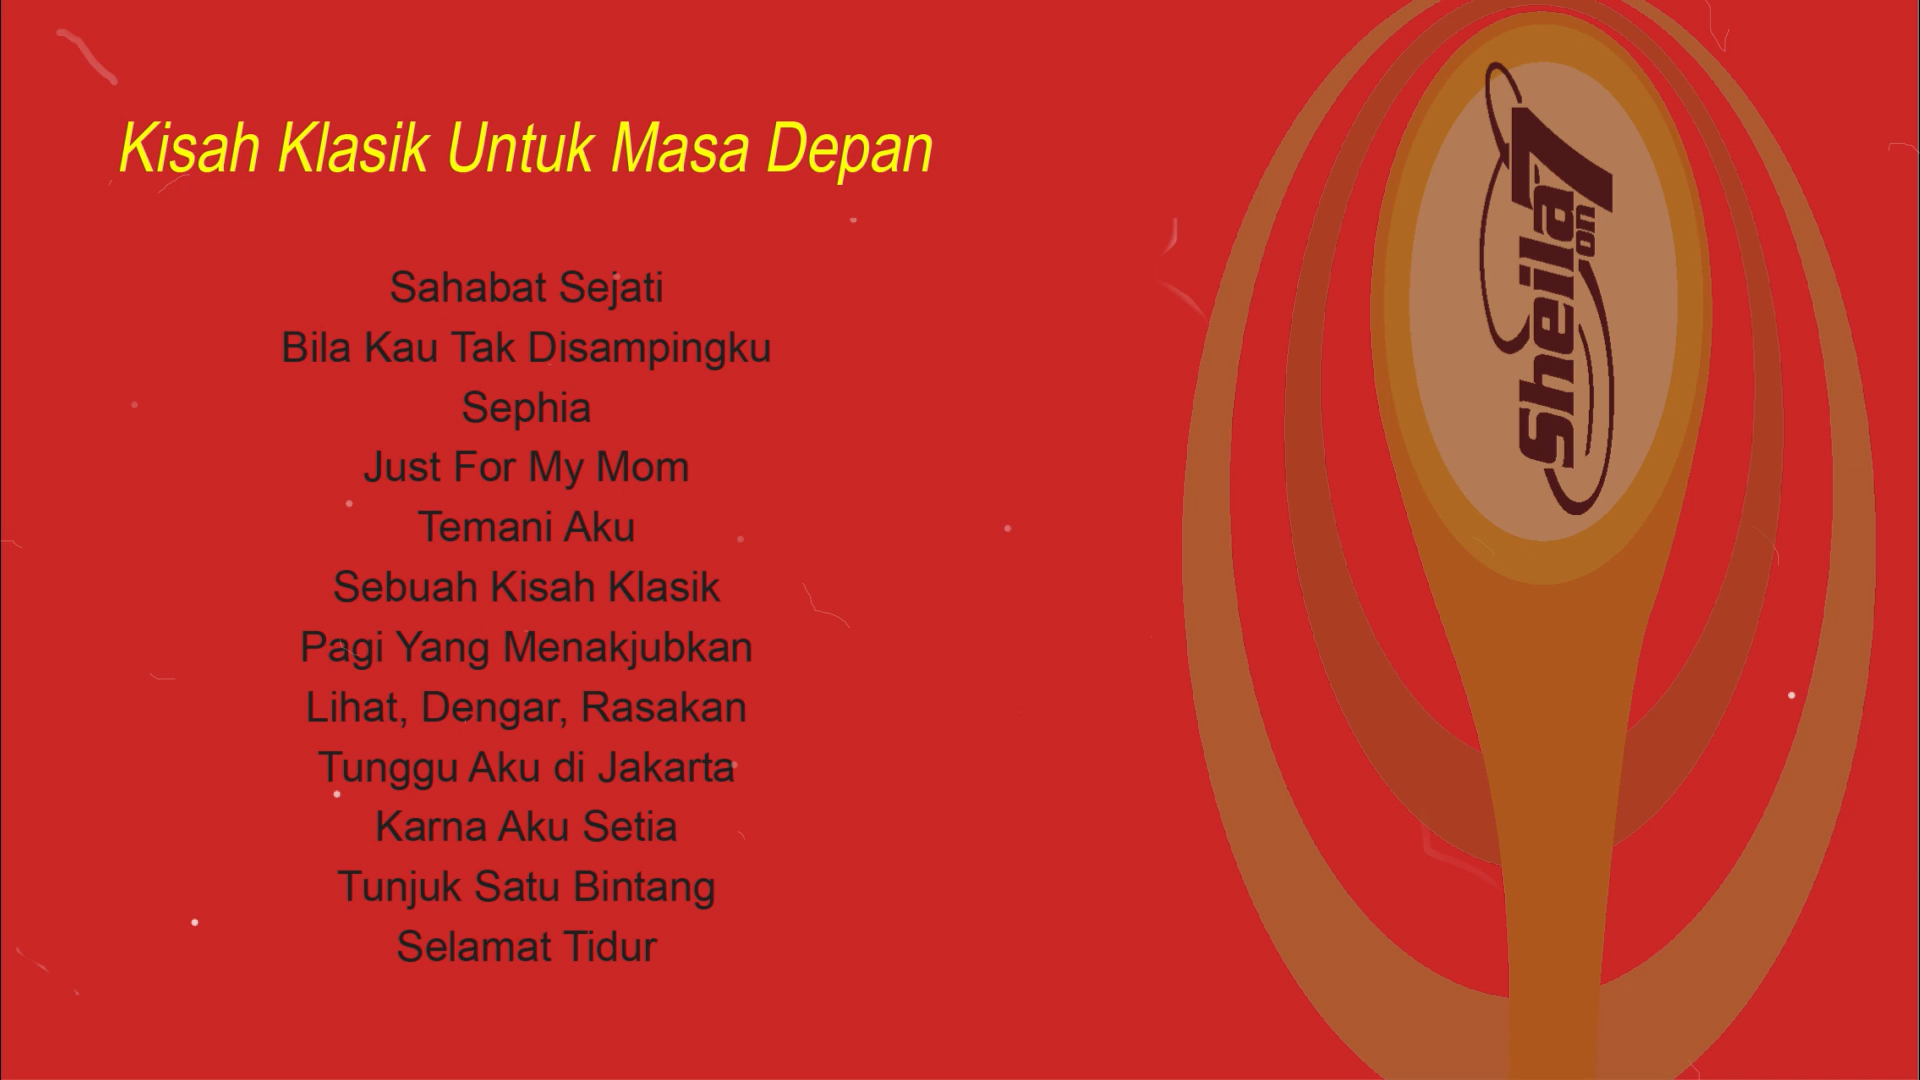 Kisah Klasik Untuk Masa Depan
Sahabat Sejati
Bila Kau Tak Disampingku
Sephia
Just For My Mom
Temani Aku
Sebuah Kisah Klasik
Pagi Yang Menakjubkan
Lihat, Dengar, Rasakan
Tunggu Aku di Jakarta
Karna Aku Setia
Tunjuk Satu Bintang
Selamat Tidur
Sheila on 7